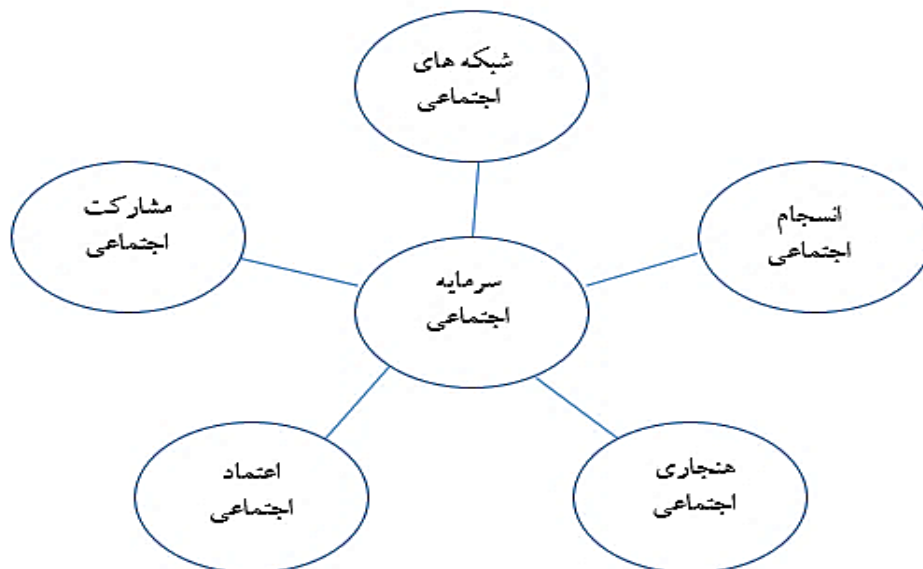 شبکه های
اجتماعی
انسجام
اجتماعی
مشارکت
اجتماعی
سرمایه
اجتماعی
هنجاری
اجتماعی
اعتماد
اجتماعی